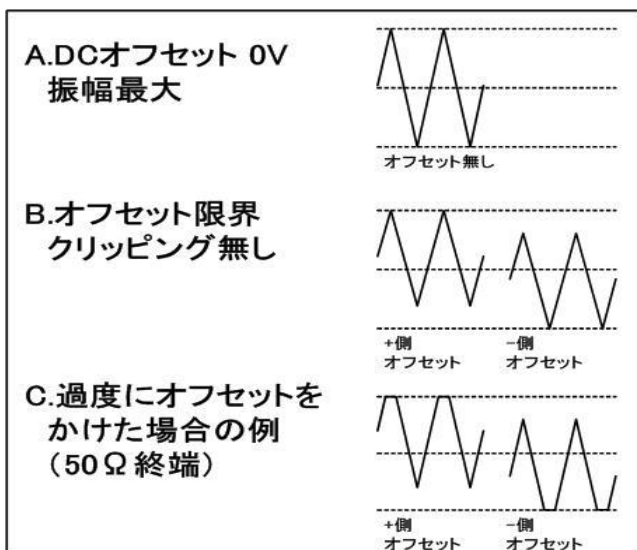 A.DCオフセット 0V
振幅最大
オフセット無し
B.オフセット限界
クリッピング無し
+側
オフセット
-側
オフセット
C.過度にオフセットを
かけた場合の例
(50Ω終端)
+側
オフセット
-側
オフセット